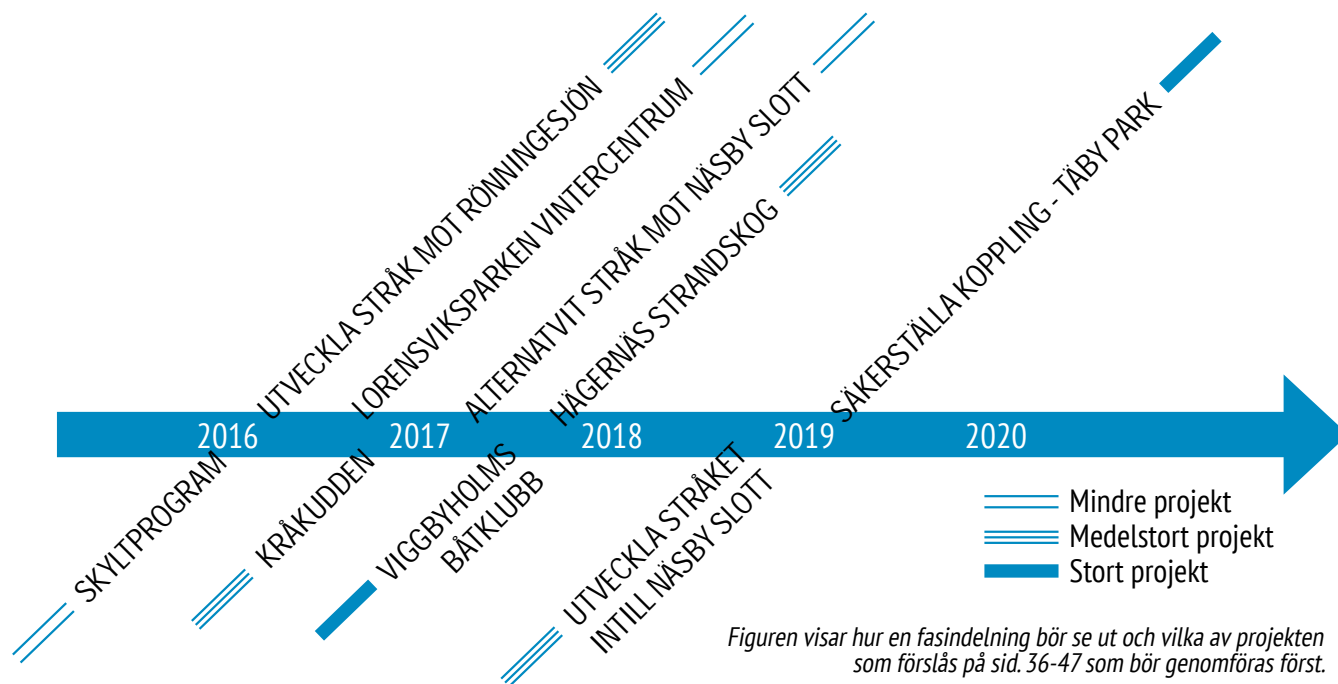 UTVECKLA STRÅK MOT RÖNNINGESJÖN
LORENSVIKSPARKEN VINTERCENTRUM
ALTERNATVIT STRÅK MOT NÄSBY SLOTT
HÄGERNÄS STRANDSKOG
SÄKERSTÄLLA KOPPLING - TÄBY PARK
2016
2017
2018
2019
2020
SKYLTPROGRAM
KRÅKUDDEN
VIGGBYHOLMS
BÅTKLUBB
UTVECKLA STRÅKET
INTILL NÄSBY SLOTT
Mindre projekt
Medelstort projekt
Stort projekt
Figuren visar hur en fasindelning bör se ut och vilka av projekten
som förslås på sid. 36-47 som bör genomföras först.